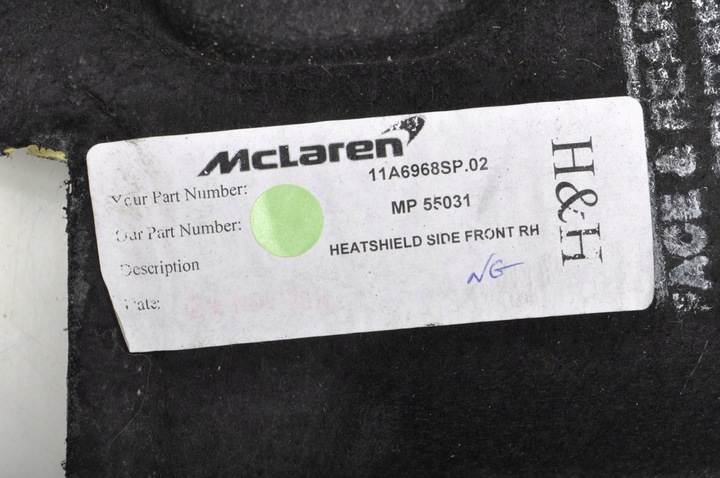 McLaren
Your Part Number: 11A6968SP.02
Our Part Number: MP 55031
Description HEATSHIELD SIDE FRONT RH
Date:
NG
H&H